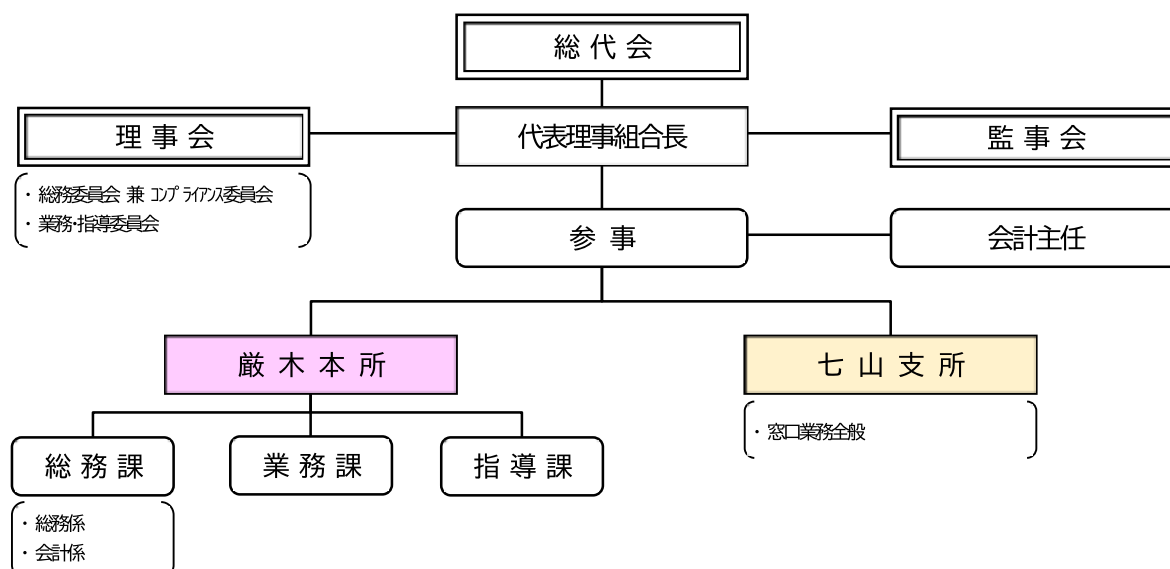 総代会
理事会
代表理事組合長
監事会
・総務委員会 兼 ｺﾝﾌﾟﾗｲｱﾝｽ委員会
・業務･指導委員会
参事
会計主任
厳木本所
七山支所
・窓口業務全般
総務課
業務課
指導課
・総務係
・会計係